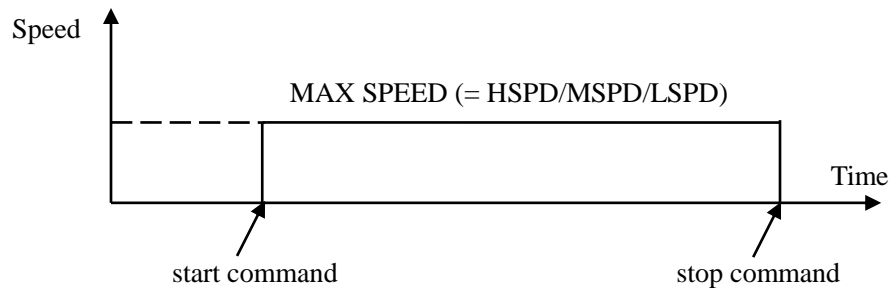 Speed
MAX SPEED (= HSPD/MSPD/LSPD)
Time
start command
stop command